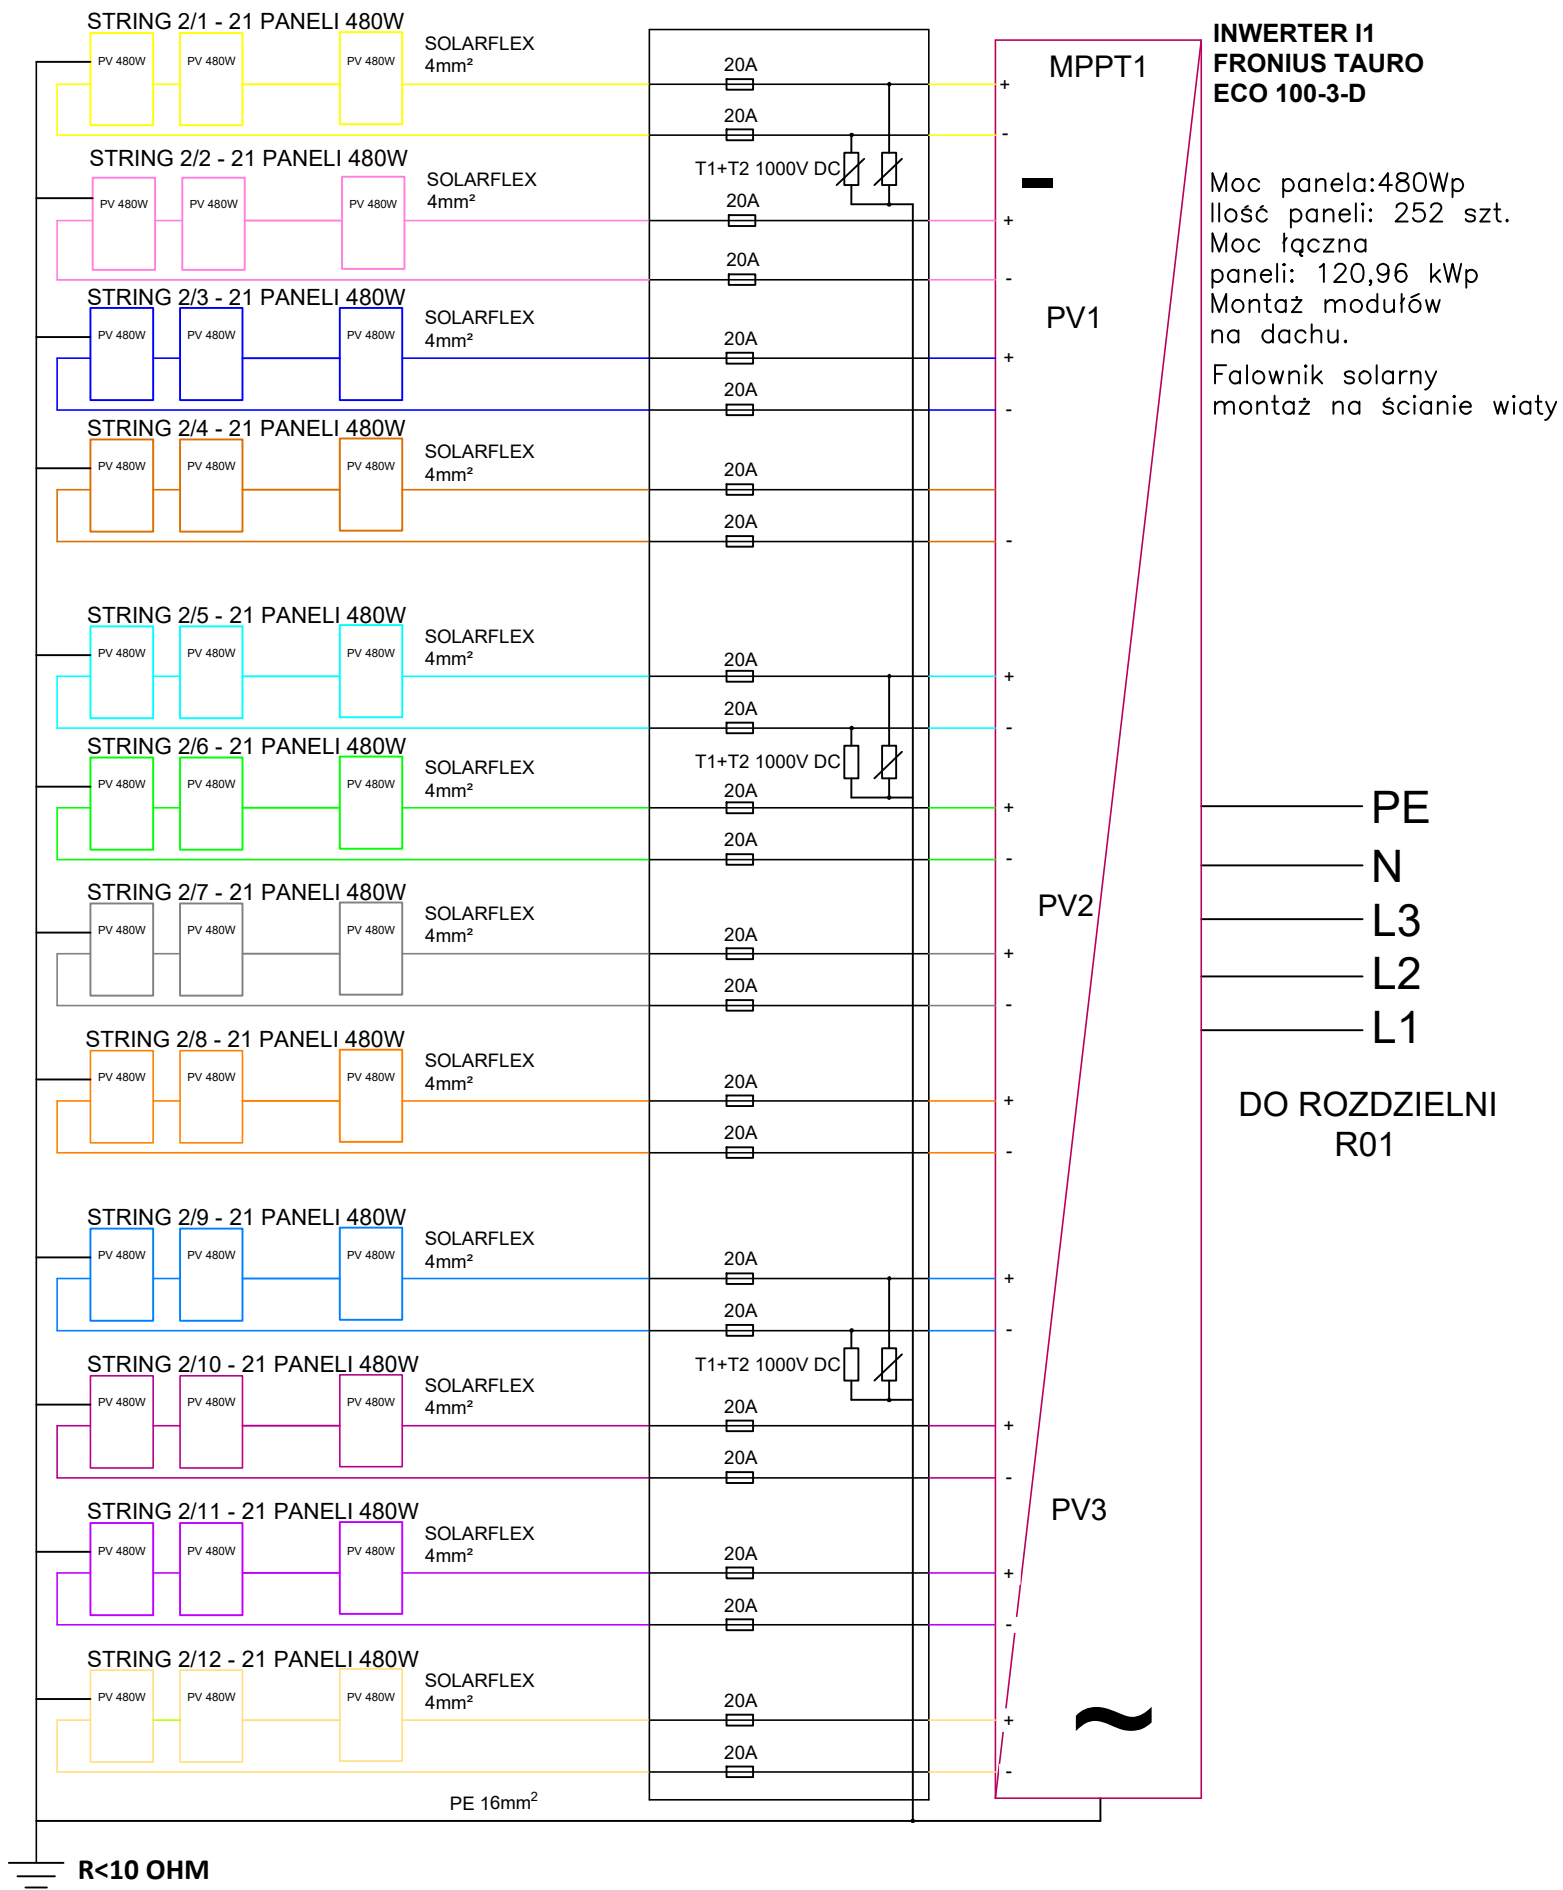 STRING 2/1 - 21 PANELI 480W
PV 480W
PV 480W
PV 480W
SOLARFLEX
4mm²
20A
+
20A
-
T1+T2 1000V DC
STRING 2/2 - 21 PANELI 480W
PV 480W
PV 480W
PV 480W
SOLARFLEX
4mm²
20A
+
20A
-
STRING 2/3 - 21 PANELI 480W
PV 480W
PV 480W
PV 480W
SOLARFLEX
4mm²
20A
+
20A
-
STRING 2/4 - 21 PANELI 480W
PV 480W
PV 480W
PV 480W
SOLARFLEX
4mm²
20A
20A
-
STRING 2/5 - 21 PANELI 480W
PV 480W
PV 480W
PV 480W
SOLARFLEX
4mm²
20A
+
20A
-
T1+T2 1000V DC
STRING 2/6 - 21 PANELI 480W
PV 480W
PV 480W
PV 480W
SOLARFLEX
4mm²
20A
+
20A
-
STRING 2/7 - 21 PANELI 480W
PV 480W
PV 480W
PV 480W
SOLARFLEX
4mm²
20A
+
20A
-
STRING 2/8 - 21 PANELI 480W
PV 480W
PV 480W
PV 480W
SOLARFLEX
4mm²
20A
+
20A
-
STRING 2/9 - 21 PANELI 480W
PV 480W
PV 480W
PV 480W
SOLARFLEX
4mm²
20A
+
20A
-
T1+T2 1000V DC
STRING 2/10 - 21 PANELI 480W
PV 480W
PV 480W
PV 480W
SOLARFLEX
4mm²
20A
+
20A
-
STRING 2/11 - 21 PANELI 480W
PV 480W
PV 480W
PV 480W
SOLARFLEX
4mm²
20A
+
20A
-
STRING 2/12 - 21 PANELI 480W
PV 480W
PV 480W
PV 480W
SOLARFLEX
4mm²
20A
+
20A
-
PE 16mm²
R<10 OHM
MPPT1
-
PV1
PV2
PV3
~
INWERTER I1
FRONIUS TAURO
ECO 100-3-D
Moc panela:480Wp
Ilość paneli: 252 szt.
Moc łączna
paneli: 120,96 kWp
Montaż modułów
na dachu.
Falownik solarny
montaż na ścianie wiaty
PE
N
L3
L2
L1
DO ROZDZIELNI
R01